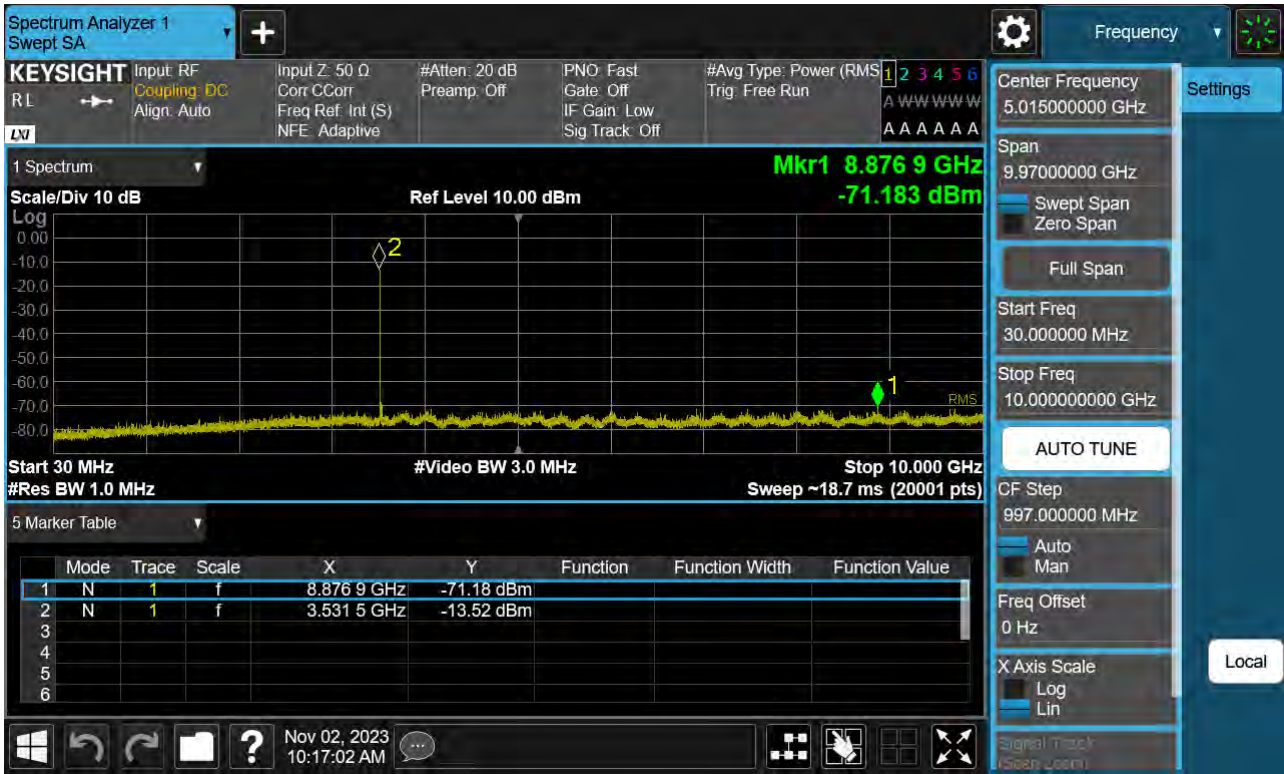 Spectrum Analyzer 1
Swept SA
Frequency
KEYSIGHT
RL
LXI
Input: RF
Coupling: DC
Align: Auto
Input Z: 50 Ω
Corr CCorr
Freq Ref: Int (S)
NFE: Adaptive
#Atten: 20 dB
Preamp: Off
PNO: Fast
Gate: Off
IF Gain: Low
Sig Track: Off
#Avg Type: Power (RMS
Trig: Free Run
1 2 3 4 5 6
A W W W W W
A A A A A A
1 Spectrum
Mkr1 8.876 9 GHz
Scale/Div 10 dB
Ref Level 10.00 dBm
-71.183 dBm
Log
0.00
-10.0
-20.0
-30.0
-40.0
-50.0
-60.0
-70.0
-80.0
2
1
RMS
Start 30 MHz
#Video BW 3.0 MHz
Stop 10.000 GHz
#Res BW 1.0 MHz
Sweep ~18.7 ms (20001 pts)
5 Marker Table
Mode Trace Scale X Y Function Function Width Function Value
1 N 1 f 8.876 9 GHz -71.18 dBm
2 N 1 f 3.531 5 GHz -13.52 dBm
3
4
5
6
Nov 02, 2023
10:17:02 AM
Center Frequency
5.015000000 GHz
Span
9.97000000 GHz
Swept Span
Zero Span
Full Span
Start Freq
30.000000 MHz
Stop Freq
10.000000000 GHz
AUTO TUNE
CF Step
997.000000 MHz
Auto
Man
Freq Offset
0 Hz
X Axis Scale
Log
Lin
Signal Track
(Span Zoom)
Settings
Local